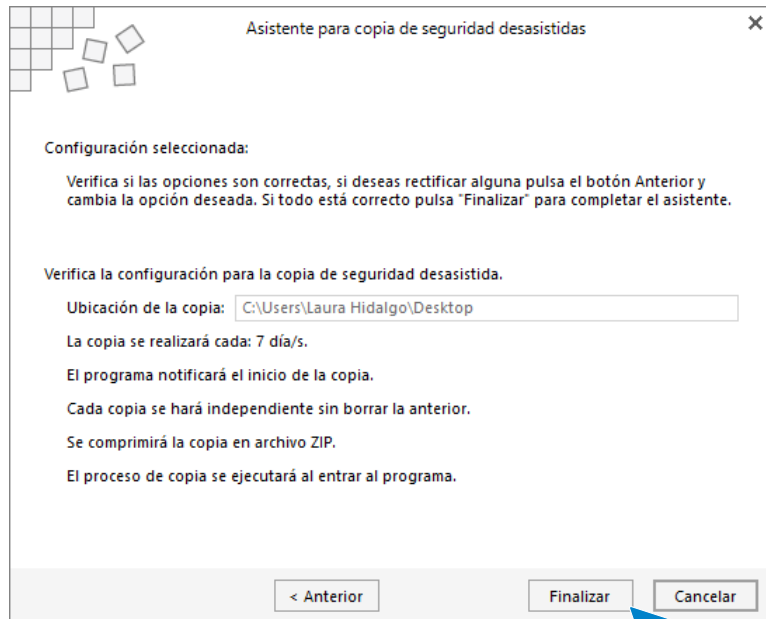 Asistente para copia de seguridad desasistidas
Configuración seleccionada:
Verifica si las opciones son correctas, si deseas rectificar alguna pulsa el botón Anterior y
cambia la opción deseada. Si todo está correcto pulsa "Finalizar" para completar el asistente.
Verifica la configuración para la copia de seguridad desasistida.
Ubicación de la copia: C:\Users\Laura Hidalgo\Desktop
La copia se realizará cada: 7 día/s.
El programa notificará el inicio de la copia.
Cada copia se hará independiente sin borrar la anterior.
Se comprimirá la copia en archivo ZIP.
El proceso de copia se ejecutará al entrar al programa.
< Anterior Finalizar Cancelar